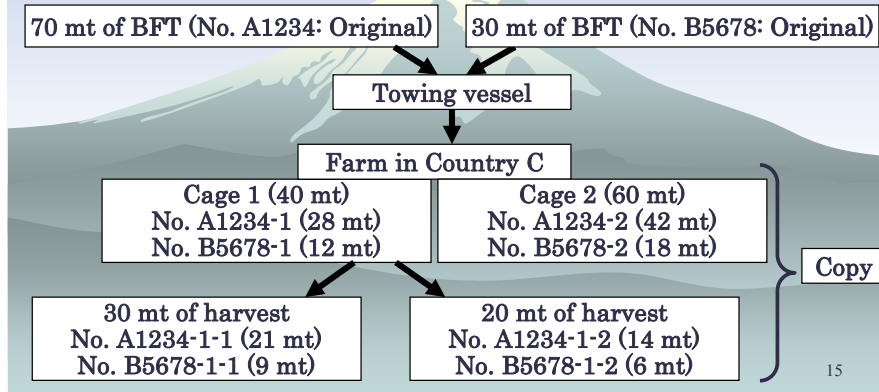 70 mt of BFT (No. A1234: Original)
30 mt of BFT (No. B5678: Original)
Towing vessel
Farm in Country C
Cage 1 (40 mt)
No. A1234-1 (28 mt)
No. B5678-1 (12 mt)
Cage 2 (60 mt)
No. A1234-2 (42 mt)
No. B5678-2 (18 mt)
Copy
30 mt of harvest
No. A1234-1-1 (21 mt)
No. B5678-1-1 (9 mt)
20 mt of harvest
No. A1234-1-2 (14 mt)
No. B5678-1-2 (6 mt)
15